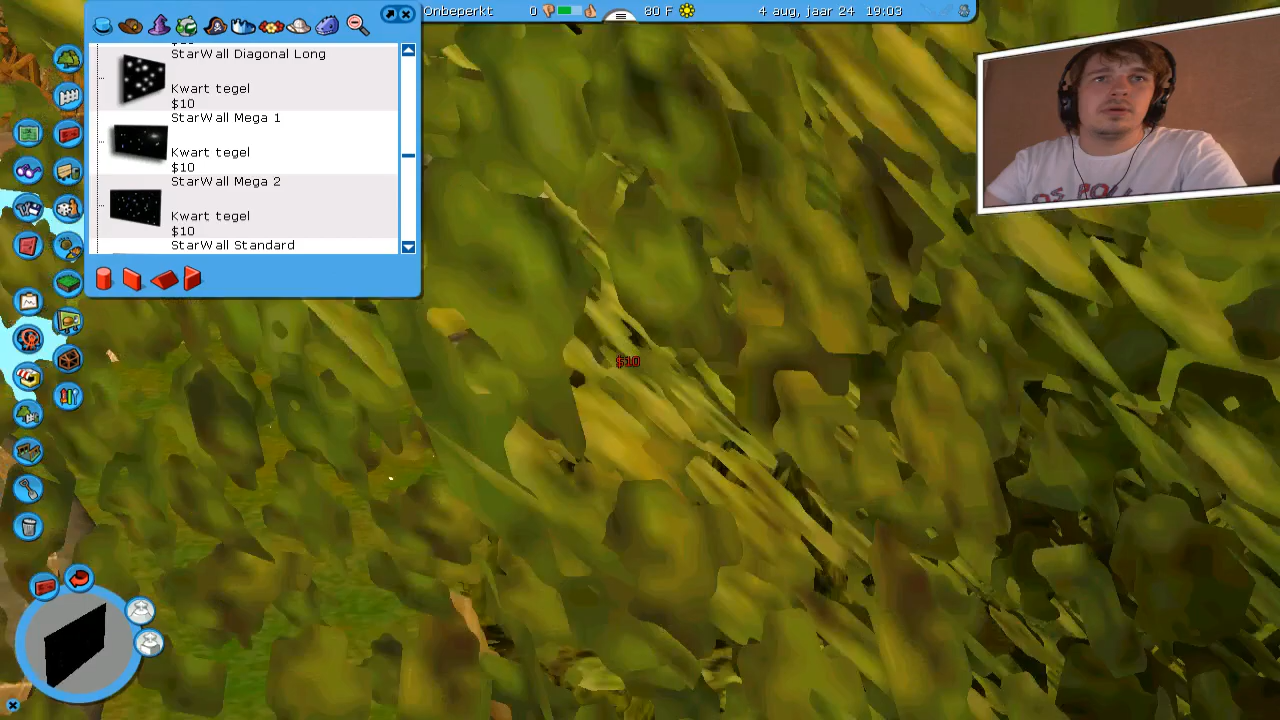 Onbeperkt 0 80 F 4 aug, jaar 24 19:03
StarWall Diagonal Long
Kwart tegel
$10
StarWall Mega 1
Kwart tegel
$10
StarWall Mega 2
Kwart tegel
$10
StarWall Standard
$10